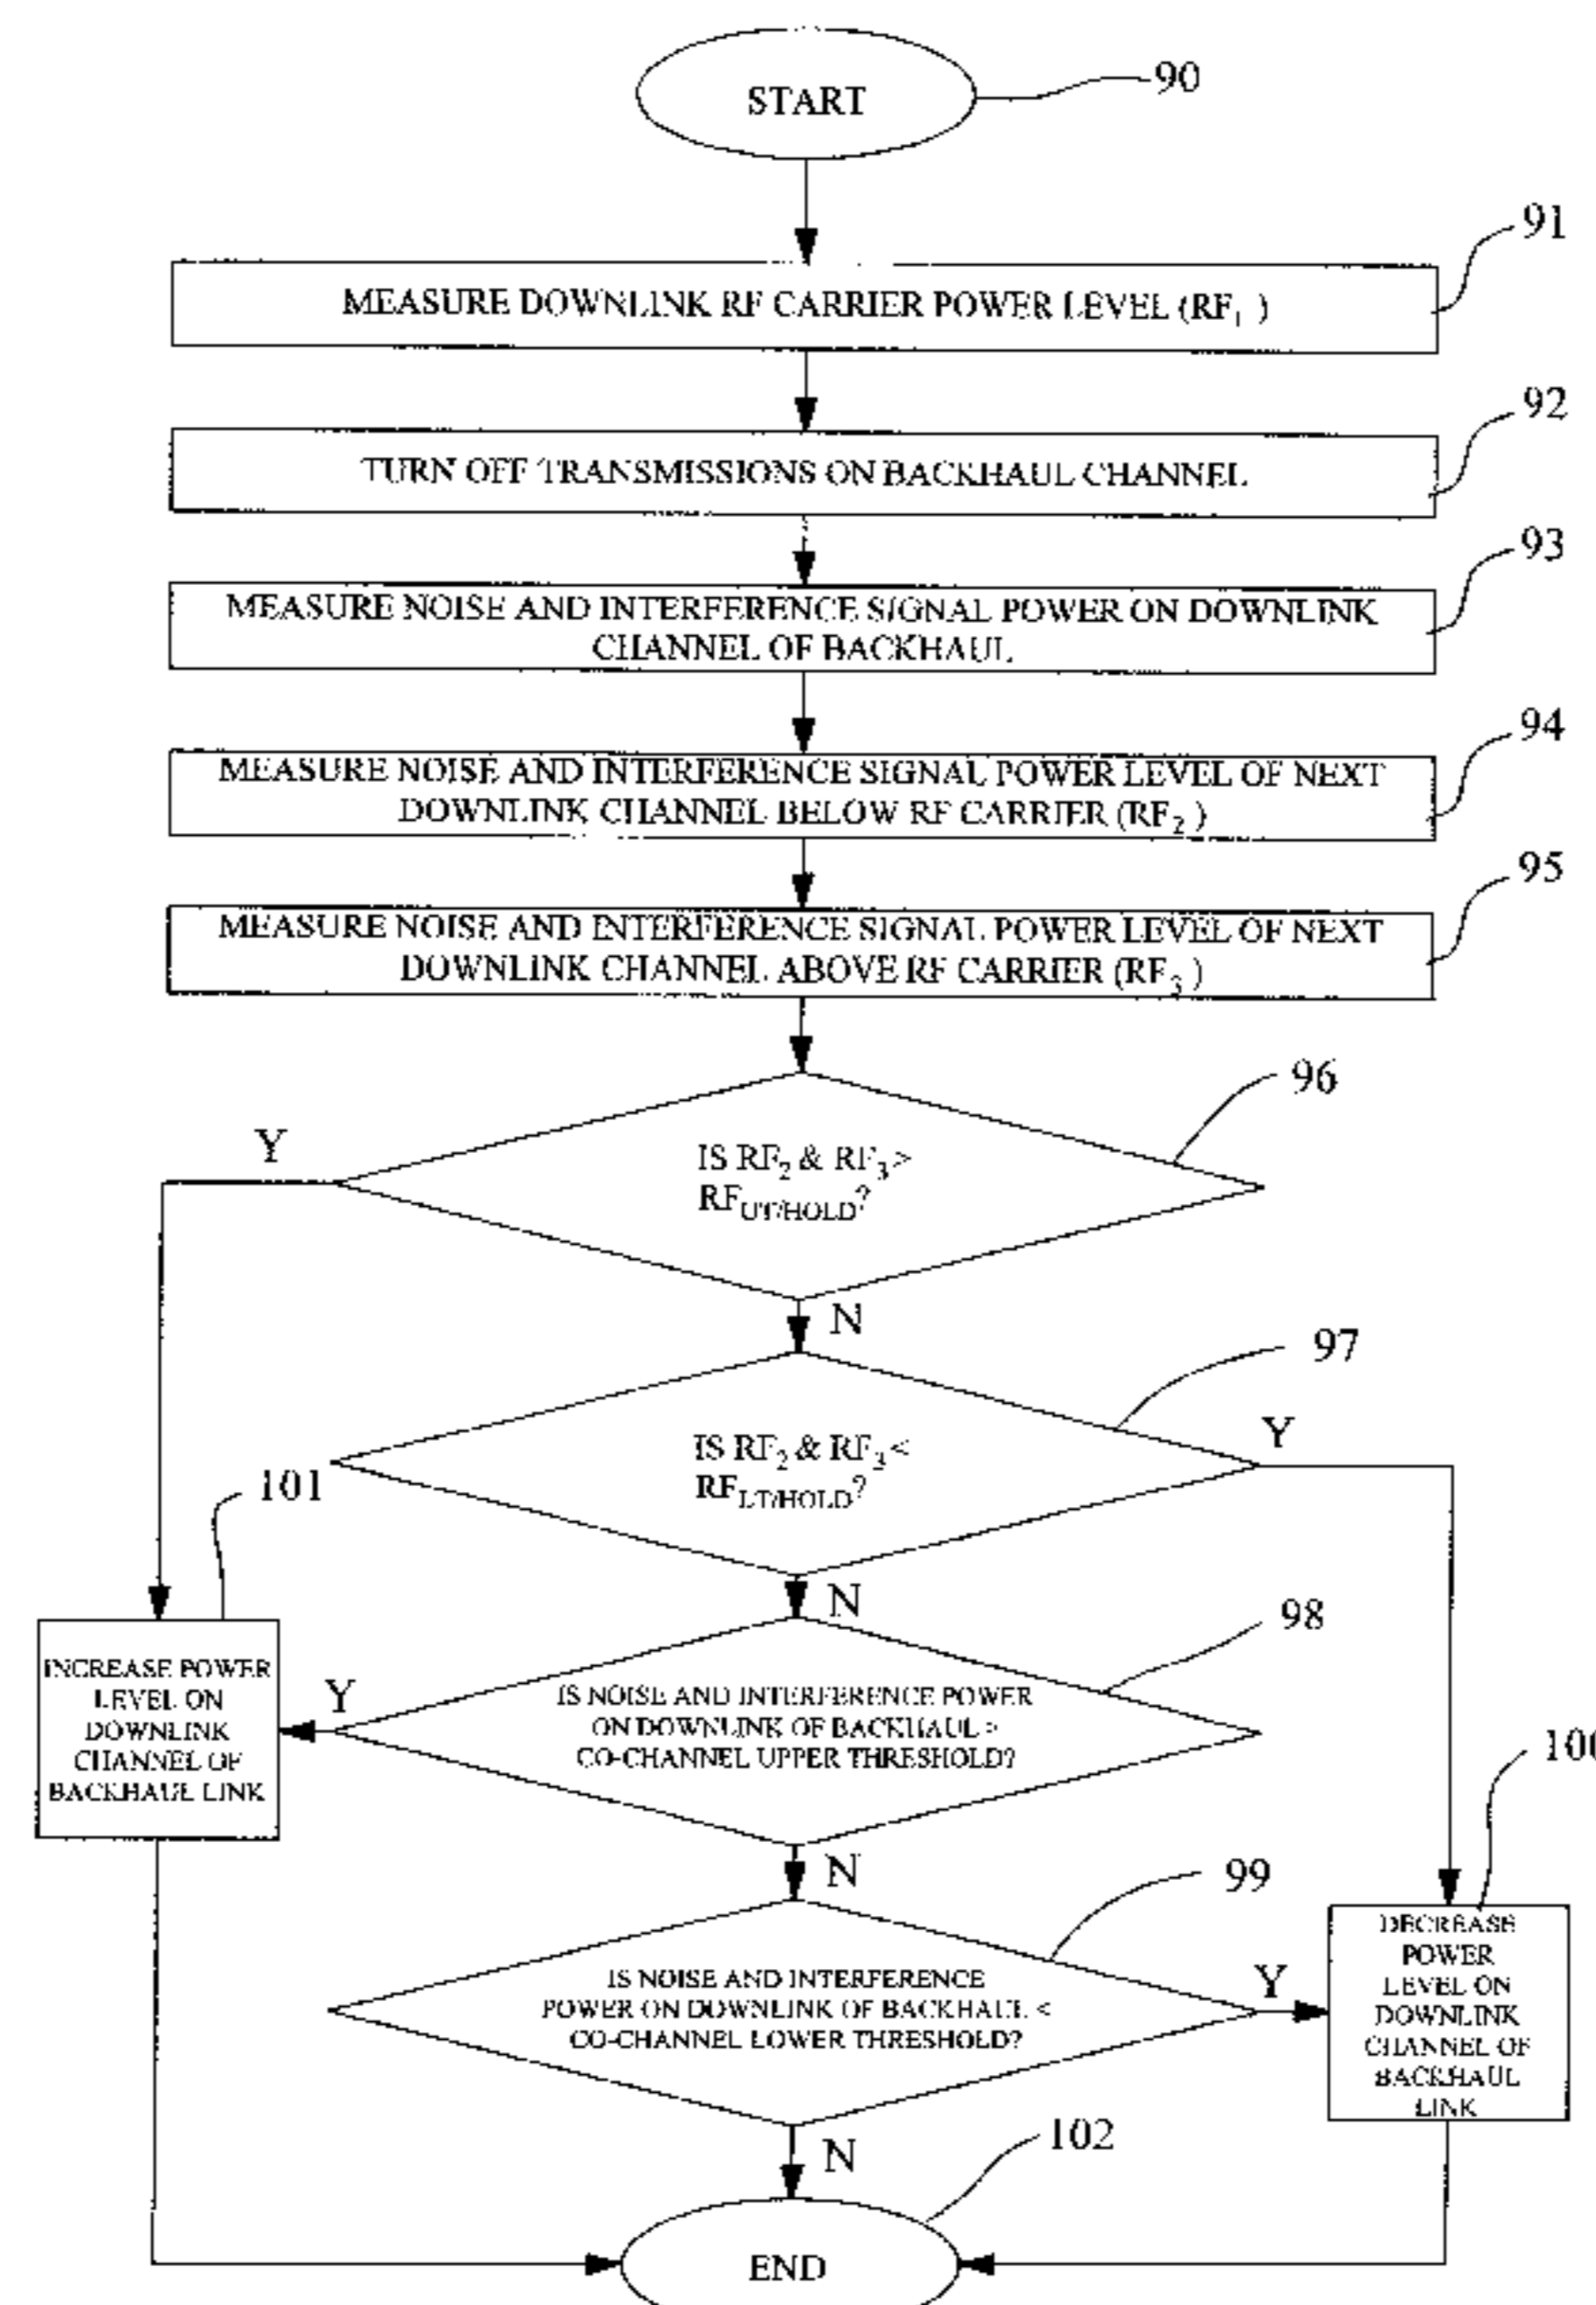 START
90
91
MEASURE DOWNLINK RF CARRIER POWER LEVEL (RF1 )
92
TURN OFF TRANSMISSIONS ON BACKHAUL CHANNEL
93
MEASURE NOISE AND INTERFERENCE SIGNAL POWER ON DOWNLINK
CHANNEL OF BACKHAUL
94
MEASURE NOISE AND INTERFERENCE SIGNAL POWER LEVEL OF NEXT
DOWNLINK CHANNEL BELOW RF CARRIER (RF2 )
95
MEASURE NOISE AND INTERFERENCE SIGNAL POWER LEVEL OF NEXT
DOWNLINK CHANNEL ABOVE RF CARRIER (RF3 )
96
Y
IS RF2 & RF3 >
RFUT/HOLD?
N
97
Y
IS RF2 & RF3 <
RFLT/HOLD?
101
N
98
INCREASE POWER
LEVEL ON
DOWNLINK
CHANNEL OF
BACKHAUL LINK
Y
IS NOISE AND INTERFERENCE POWER
ON DOWNLINK OF BACKHAUL >
CO-CHANNEL UPPER THRESHOLD?
100
N
99
IS NOISE AND INTERFERENCE
POWER ON DOWNLINK OF BACKHAUL <
CO-CHANNEL LOWER THRESHOLD?
Y
DECREASE
POWER
LEVEL ON
DOWNLINK
CHANNEL OF
BACKHAUL
LINK
N
102
END